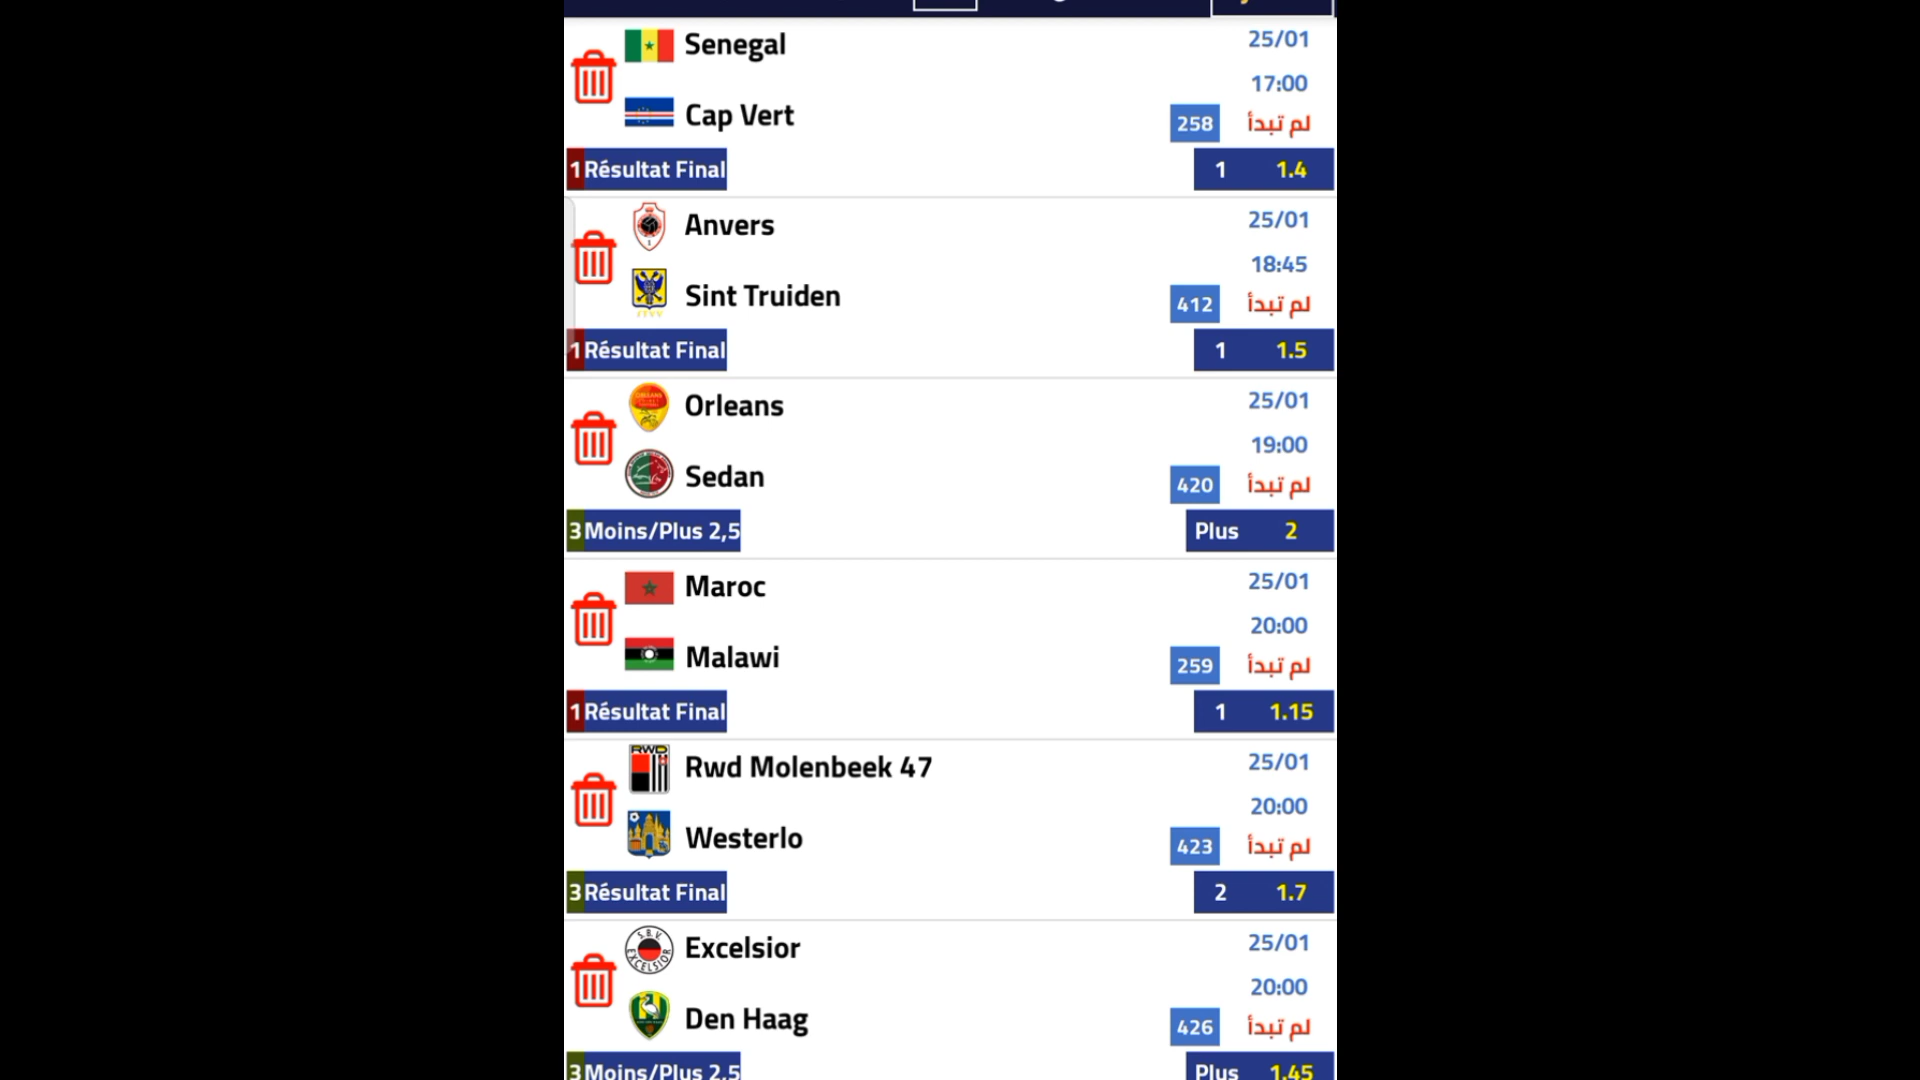 Senegal
25/01
17:00
Cap Vert
258
لم تبدأ
1 Résultat Final
1 1.4
Anvers
25/01
18:45
Sint Truiden
412
لم تبدأ
1 Résultat Final
1 1.5
Orleans
25/01
19:00
Sedan
420
لم تبدأ
3 Moins/Plus 2,5
Plus 2
Maroc
25/01
20:00
Malawi
259
لم تبدأ
1 Résultat Final
1 1.15
RWD
Rwd Molenbeek 47
25/01
20:00
Westerlo
423
لم تبدأ
3 Résultat Final
2 1.7
S.B.V. EXCELSIOR
Excelsior
25/01
20:00
Den Haag
426
لم تبدأ
3 Moins/Plus 2,5
Plus 1.45